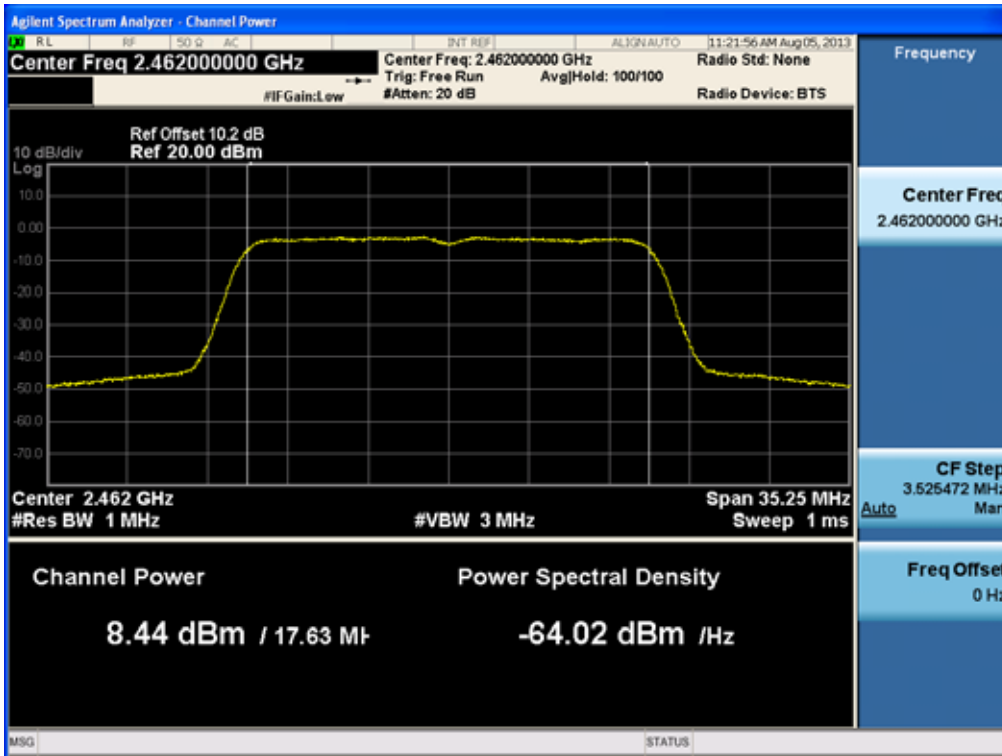 Agilent Spectrum Analyzer - Channel Power
RL RF 50 Ω AC INT REF ALIGNAUTO 11:21:56 AM Aug 05, 2013
Center Freq 2.462000000 GHz
Center Freq: 2.462000000 GHz Radio Std: None
Trig: Free Run Avg|Hold: 100/100
#IFGain:Low #Atten: 20 dB Radio Device: BTS
Ref Offset 10.2 dB
10 dB/div Ref 20.00 dBm
Log
10.0
0.00
-10.0
-20.0
-30.0
-40.0
-50.0
-60.0
-70.0
Center 2.462 GHz Span 35.25 MHz
#Res BW 1 MHz #VBW 3 MHz Sweep 1 ms
Channel Power Power Spectral Density
8.44 dBm / 17.63 MH -64.02 dBm /Hz
MSG STATUS
Frequency
Center Freq
2.462000000 GHz
CF Step
3.525472 MHz
Auto Man
Freq Offset
0 Hz